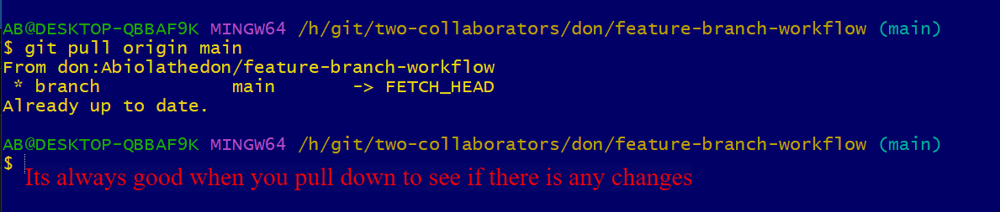 AB@DESKTOP-QBBAF9K MINGW64 /h/git/two-collaborators/don/feature-branch-workflow (main)
$ git pull origin main
From don:Abiolathedon/feature-branch-workflow
 * branch            main       -> FETCH_HEAD
Already up to date.
AB@DESKTOP-QBBAF9K MINGW64 /h/git/two-collaborators/don/feature-branch-workflow (main)
$
Its always good when you pull down to see if there is any changes